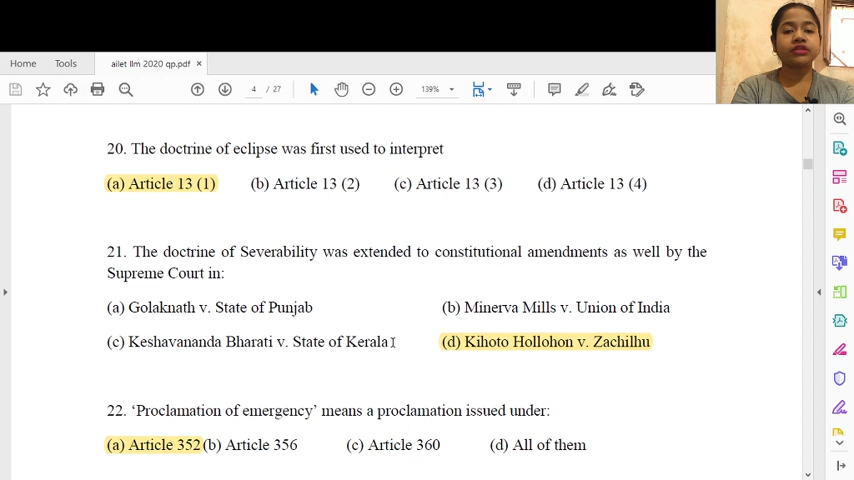 Home Tools ailet llm 2020 qp.pdf ×
4 / 27 139%
20. The doctrine of eclipse was first used to interpret
(a) Article 13 (1) (b) Article 13 (2) (c) Article 13 (3) (d) Article 13 (4)
21. The doctrine of Severability was extended to constitutional amendments as well by the
Supreme Court in:
(a) Golaknath v. State of Punjab (b) Minerva Mills v. Union of India
(c) Keshavananda Bharati v. State of Kerala (d) Kihoto Hollohon v. Zachilhu
22. ‘Proclamation of emergency’ means a proclamation issued under:
(a) Article 352 (b) Article 356 (c) Article 360 (d) All of them